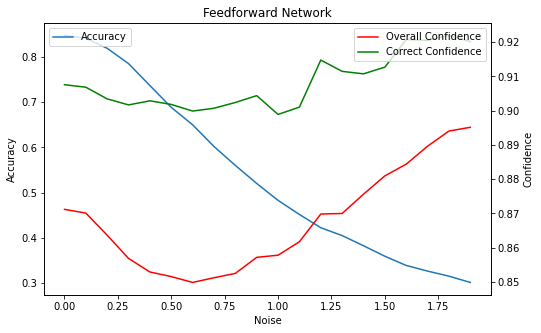 Feedforward Network
Accuracy
Overall Confidence
Correct Confidence
0.8
0.7
0.6
0.5
0.4
0.3
Accuracy
0.92
0.91
0.90
0.89
0.88
0.87
0.86
0.85
Confidence
0.00 0.25 0.50 0.75 1.00 1.25 1.50 1.75
Noise